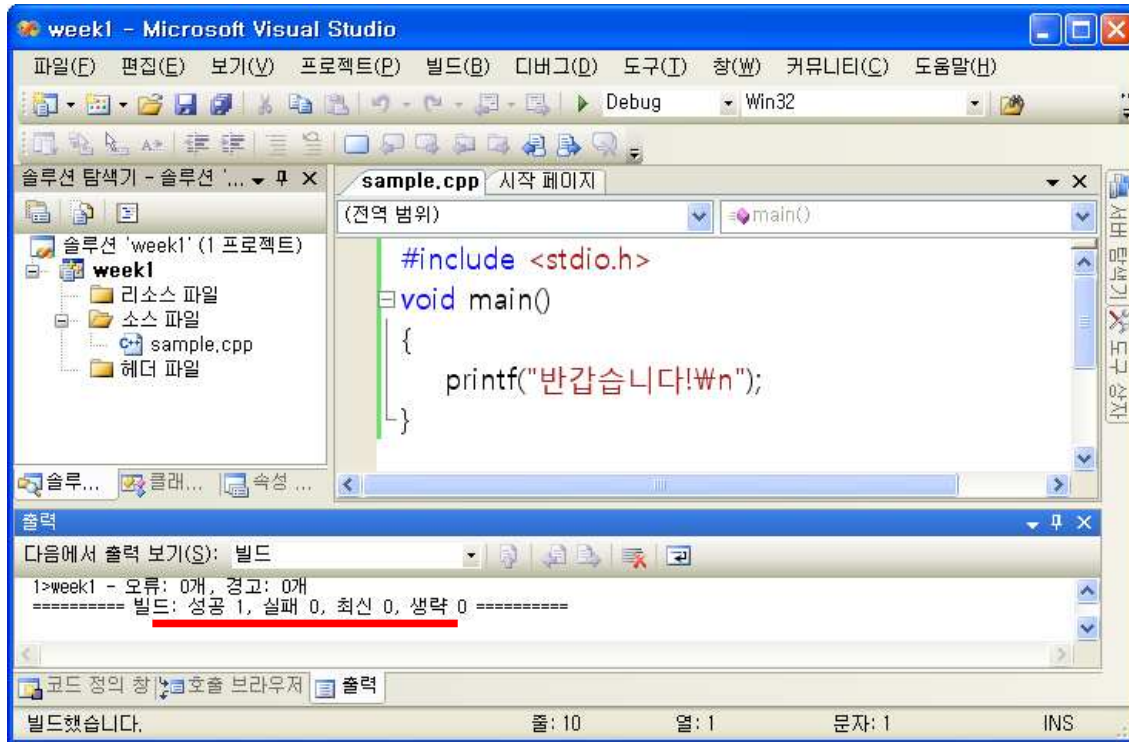 week1 - Microsoft Visual Studio
파일(F) 편집(E) 보기(V) 프로젝트(P) 빌드(B) 디버그(D) 도구(T) 창(W) 커뮤니티(C) 도움말(H)
Debug Win32
솔루션 탐색기 - 솔루션 '...
sample.cpp 시작 페이지
(전역 범위) main()
솔루션 'week1' (1 프로젝트)
week1
리소스 파일
소스 파일
sample.cpp
헤더 파일
#include <stdio.h>
void main()
{
printf("반갑습니다!₩n");
}
서버 탐색기
도구 상자
솔루... 클래... 속성 ...
출력
다음에서 출력 보기(S): 빌드
1>week1 - 오류: 0개, 경고: 0개
========== 빌드: 성공 1, 실패 0, 최신 0, 생략 0 ==========
코드 정의 창 호출 브라우저 출력
빌드했습니다. 줄: 10 열: 1 문자: 1 INS